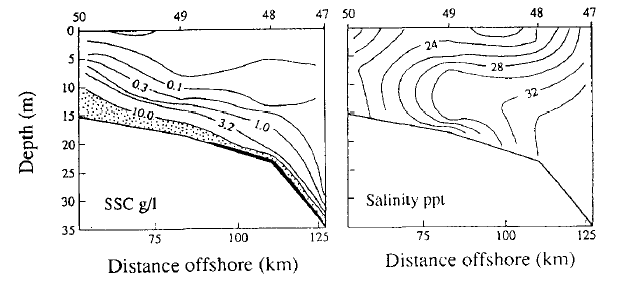 50 49 48 47
0
5
10
15
20
25
30
35
Depth (m)
0.1
0.3
1.0
3.2
10.0
SSC g/l
75 100 125
Distance offshore (km)
50 49 48 47
24
28
32
Salinity ppt
75 100 125
Distance offshore (km)